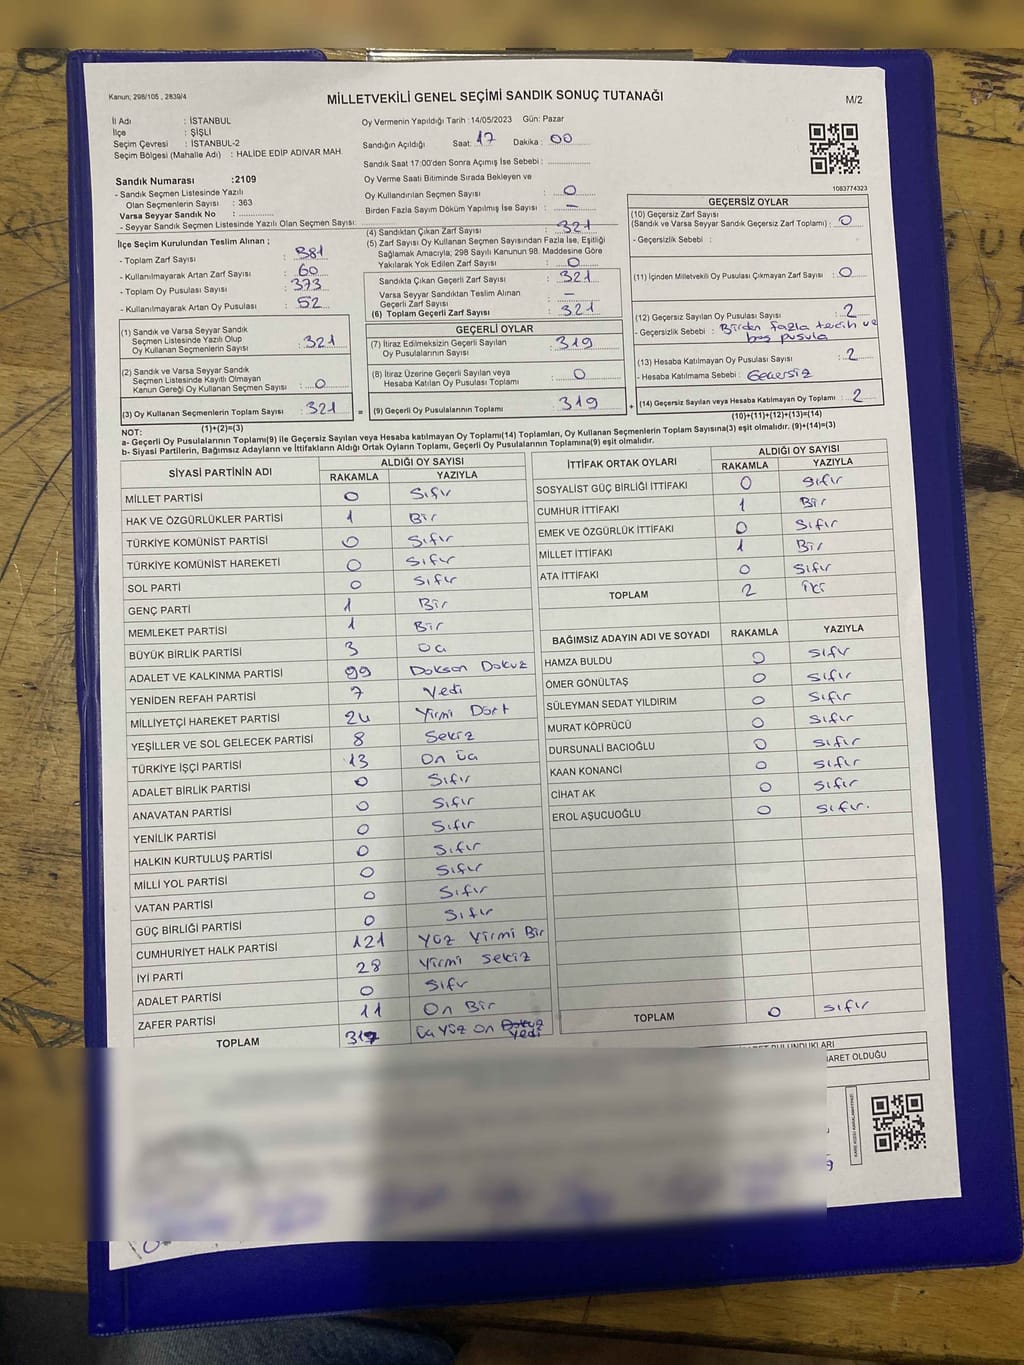 Kanun; 298/105 , 2839/4
MİLLETVEKİLİ GENEL SEÇİMİ SANDIK SONUÇ TUTANAĞI
M/2
İl Adı : İSTANBUL
İlçe : ŞİŞLİ
Seçim Çevresi : İSTANBUL-2
Seçim Bölgesi (Mahalle Adı) : HALİDE EDİP ADIVAR MAH.
Oy Vermenin Yapıldığı Tarih : 14/05/2023 Gün: Pazar
Sandığın Açıldığı Saat: 17 Dakika : 00
Sandık Saat 17:00'den Sonra Açımış İse Sebebi : ..............
Oy Verme Saati Bitiminde Sırada Bekleyen ve
Oy Kullandırılan Seçmen Sayısı : 0
Birden Fazla Sayım Döküm Yapılmış İse Sayısı : -
1083774323
Sandık Numarası :2109
- Sandık Seçmen Listesinde Yazılı
Olan Seçmenlerin Sayısı : 363
Varsa Seyyar Sandık No : ..............
- Seyyar Sandık Seçmen Listesinde Yazılı Olan Seçmen Sayısı:
İlçe Seçim Kurulundan Teslim Alınan ;
- Toplam Zarf Sayısı : 381
- Kullanılmayarak Artan Zarf Sayısı : 60
- Toplam Oy Pusulası Sayısı : 373
- Kullanılmayarak Artan Oy Pusulası : 52
(1) Sandık ve Varsa Seyyar Sandık
Seçmen Listesinde Yazılı Olup
Oy Kullanan Seçmenlerin Sayısı : 321
(2) Sandık ve Varsa Seyyar Sandık
Seçmen Listesinde Kayıtlı Olmayan
Kanun Gereği Oy Kullanan Seçmen Sayısı : 0
(3) Oy Kullanan Seçmenlerin Toplam Sayısı : 321
(1)+(2)=(3)
(4) Sandıktan Çıkan Zarf Sayısı : 321
(5) Zarf Sayısı Oy Kullanan Seçmen Sayısından Fazla İse, Eşitliği
Sağlamak Amacıyla; 298 Sayılı Kanunun 98. Maddesine Göre
Yakılarak Yok Edilen Zarf Sayısı : 0
Sandıkta Çıkan Geçerli Zarf Sayısı : 321
Varsa Seyyar Sandıktan Teslim Alınan
Geçerli Zarf Sayısı : -
(6) Toplam Geçerli Zarf Sayısı : 321
GEÇERLİ OYLAR
(7) İtiraz Edilmeksizin Geçerli Sayılan
Oy Pusulalarının Sayısı : 319
(8) İtiraz Üzerine Geçerli Sayılan veya
Hesaba Katılan Oy Pusulası Toplamı : 0
= (9) Geçerli Oy Pusulalarının Toplamı : 319
GEÇERSİZ OYLAR
(10) Geçersiz Zarf Sayısı
(Sandık ve Varsa Seyyar Sandık Geçersiz Zarf Toplamı) : 0
- Geçersizlik Sebebi :
(11) İçinden Milletvekili Oy Pusulası Çıkmayan Zarf Sayısı : 0
(12) Geçersiz Sayılan Oy Pusulası Sayısı : 2
- Geçersizlik Sebebi : Birden fazla tercih ve
boş pusula
(13) Hesaba Katılmayan Oy Pusulası Sayısı : 2
- Hesaba Katılmama Sebebi : Geçersiz
+ (14) Geçersiz Sayılan veya Hesaba Katılmayan Oy Toplamı : 2
(10)+(11)+(12)+(13)=(14)
NOT:
a- Geçerli Oy Pusulalarının Toplamı(9) ile Geçersiz Sayılan veya Hesaba katılmayan Oy Toplamı(14) Toplamları, Oy Kullanan Seçmenlerin Toplam Sayısına(3) eşit olmalıdır. (9)+(14)=(3)
b- Siyasi Partilerin, Bağımsız Adayların ve İttifakların Aldığı Ortak Oyların Toplamı, Geçerli Oy Pusulalarının Toplamına(9) eşit olmalıdır.
SİYASİ PARTİNİN ADI ALDIĞI OY SAYISI
RAKAMLA YAZIYLA
MİLLET PARTİSİ 0 Sıfır
HAK VE ÖZGÜRLÜKLER PARTİSİ 1 Bir
TÜRKİYE KOMÜNİST PARTİSİ 0 Sıfır
TÜRKİYE KOMÜNİST HAREKETİ 0 Sıfır
SOL PARTİ 0 Sıfır
GENÇ PARTİ 1 Bir
MEMLEKET PARTİSİ 1 Bir
BÜYÜK BİRLİK PARTİSİ 3 Üç
ADALET VE KALKINMA PARTİSİ 99 Doksan Dokuz
YENİDEN REFAH PARTİSİ 7 Yedi
MİLLİYETÇİ HAREKET PARTİSİ 24 Yirmi Dört
YEŞİLLER VE SOL GELECEK PARTİSİ 8 Sekiz
TÜRKİYE İŞÇİ PARTİSİ 13 On Üç
ADALET BİRLİK PARTİSİ 0 Sıfır
ANAVATAN PARTİSİ 0 Sıfır
YENİLİK PARTİSİ 0 Sıfır
HALKIN KURTULUŞ PARTİSİ 0 Sıfır
MİLLİ YOL PARTİSİ 0 Sıfır
VATAN PARTİSİ 0 Sıfır
GÜÇ BİRLİĞİ PARTİSİ 0 Sıfır
CUMHURİYET HALK PARTİSİ 121 Yüz Yirmi Bir
İYİ PARTİ 28 Yirmi Sekiz
ADALET PARTİSİ 0 Sıfır
ZAFER PARTİSİ 11 On Bir
TOPLAM 317 Üç Yüz On Dokuz Yedi
İTTİFAK ORTAK OYLARI ALDIĞI OY SAYISI
RAKAMLA YAZIYLA
SOSYALİST GÜÇ BİRLİĞİ İTTİFAKI 0 Sıfır
CUMHUR İTTİFAKI 1 Bir
EMEK VE ÖZGÜRLÜK İTTİFAKI 0 Sıfır
MİLLET İTTİFAKI 1 Bir
ATA İTTİFAKI 0 Sıfır
TOPLAM 2 İki
BAĞIMSIZ ADAYIN ADI VE SOYADI RAKAMLA YAZIYLA
HAMZA BULDU 0 Sıfır
ÖMER GÖNÜLTAŞ 0 Sıfır
SÜLEYMAN SEDAT YILDIRIM 0 Sıfır
MURAT KÖPRÜCÜ 0 Sıfır
DURSUNALİ BACIOĞLU 0 Sıfır
KAAN KONANCİ 0 Sıfır
CİHAT AK 0 Sıfır
EROL AŞUCUOĞLU 0 Sıfır.
TOPLAM 0 Sıfır
BULUNDUKLARI
İBARET OLDUĞU